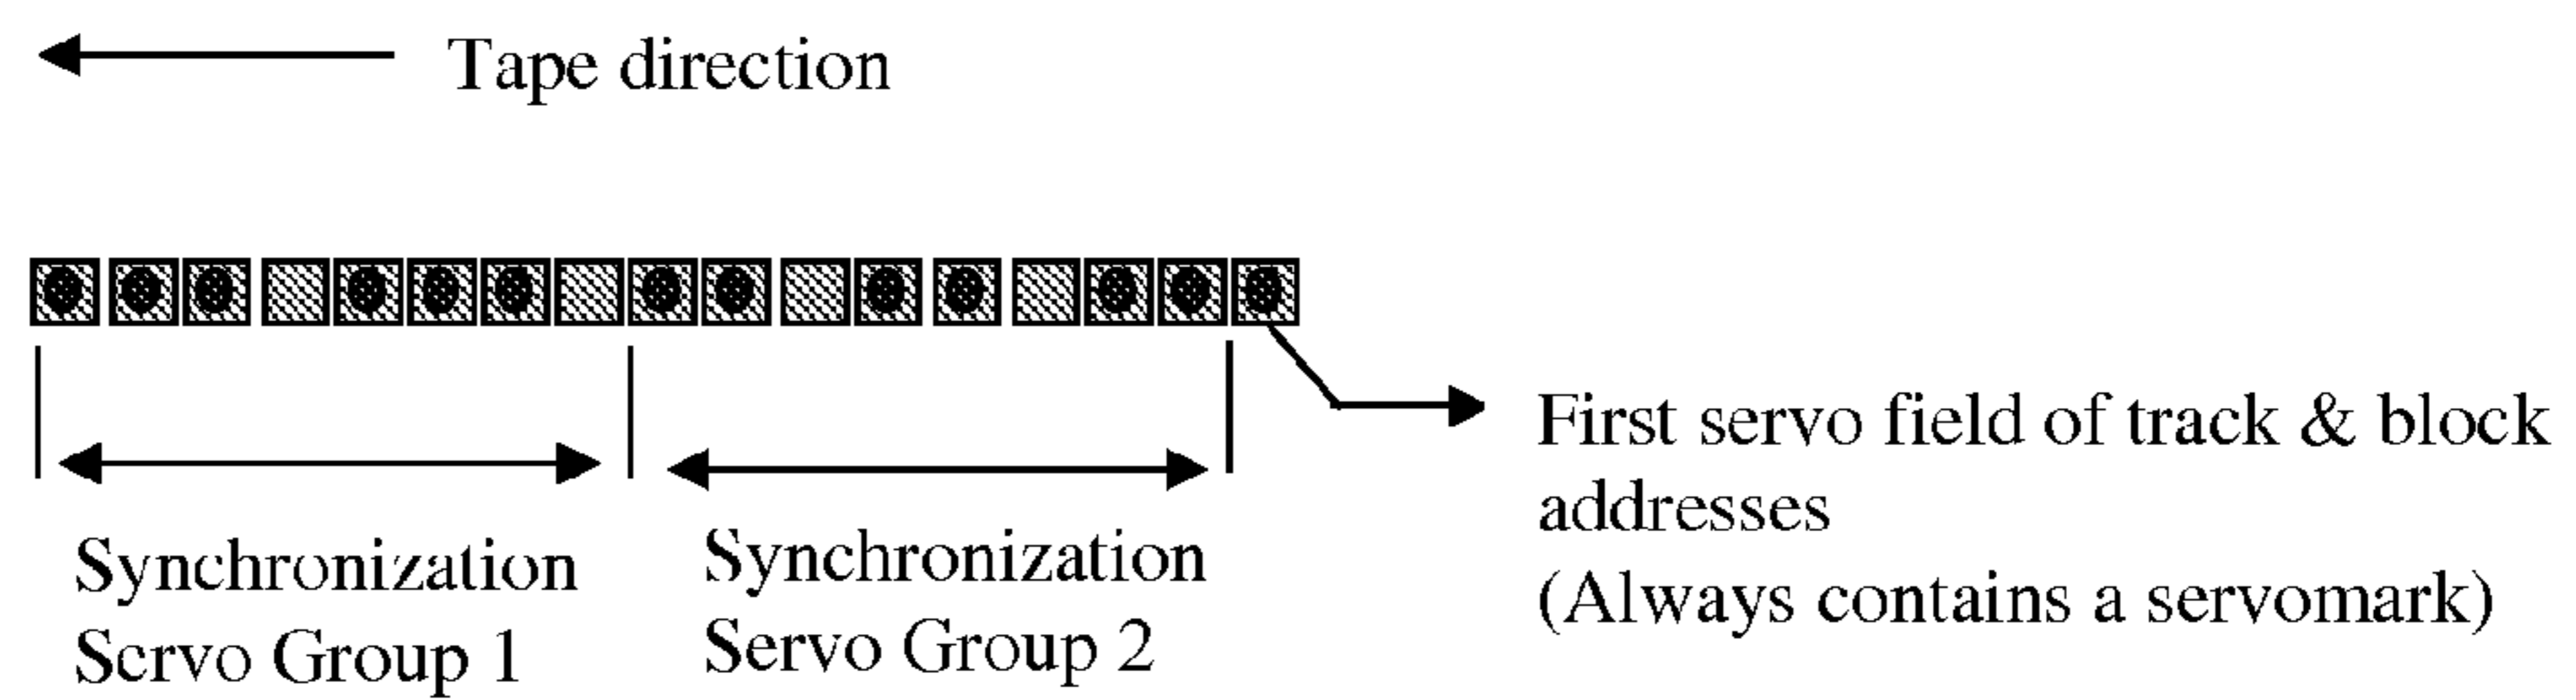 Tape direction
First servo field of track & block
addresses
(Always contains a servomark)
Synchronization
Servo Group 1
Synchronization
Servo Group 2